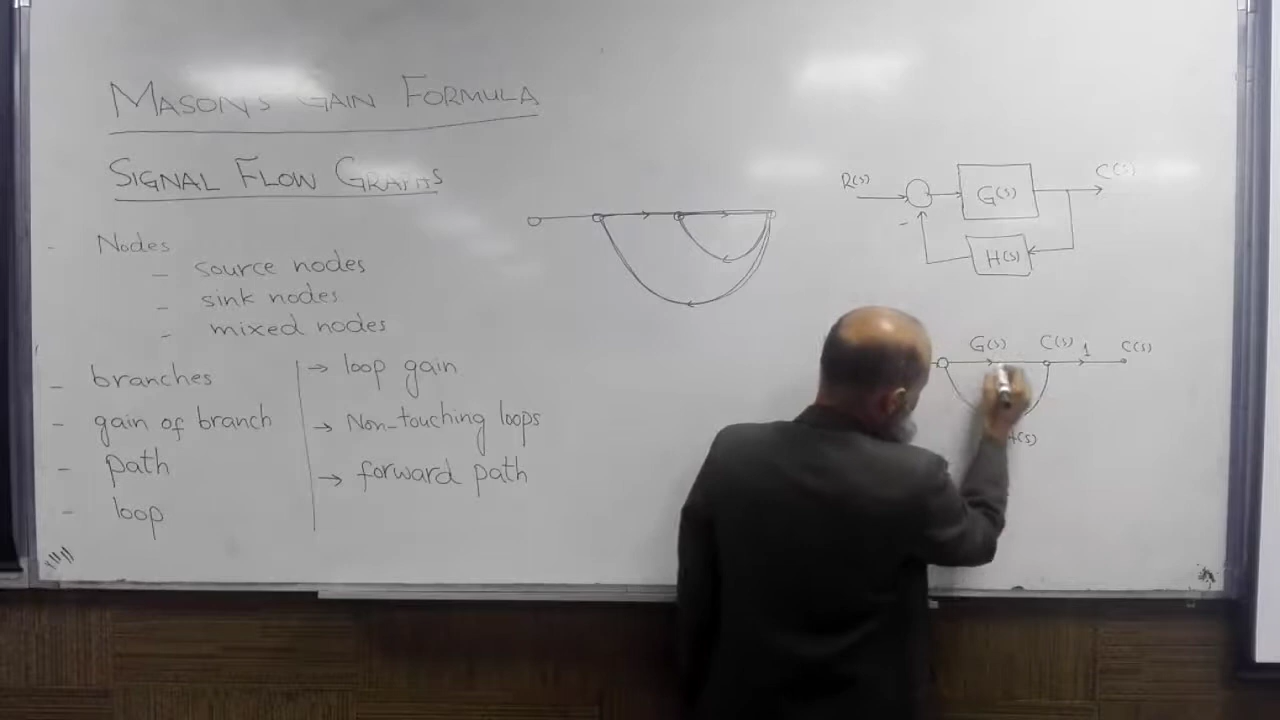 MASON'S GAIN FORMULA
SIGNAL FLOW GRAPHS
- Nodes
- source nodes
- sink nodes
- mixed nodes
- branches
- gain of branch
- path
- loop
→ loop gain
→ Non-touching loops
→ forward path
R(s)
G(s)
C(s)
-
H(s)
G(s)
C(s)
1
C(s)